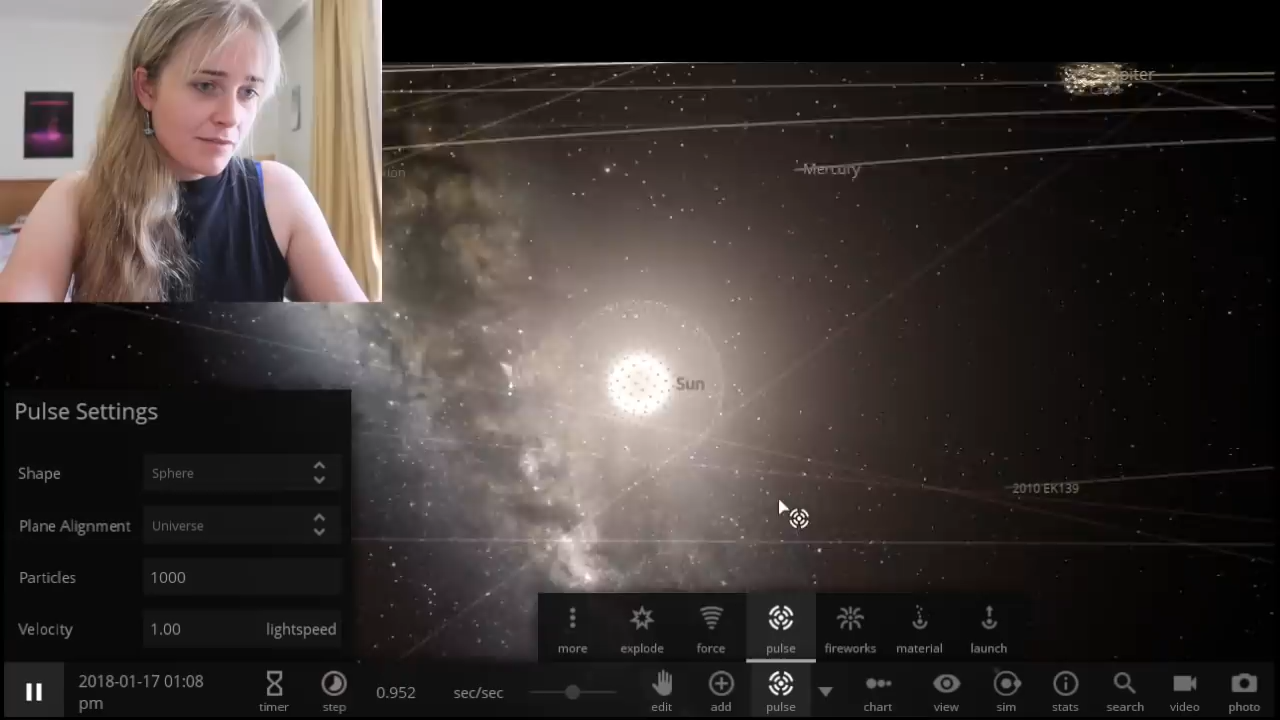 piter
Mercury
Sun
2010 EK139
Pulse Settings
Shape Sphere
Plane Alignment Universe
Particles 1000
Velocity 1.00 lightspeed
more explode force pulse fireworks material launch
2018-01-17 01:08
pm
0.952 sec/sec
timer step edit add pulse chart view sim stats search video photo